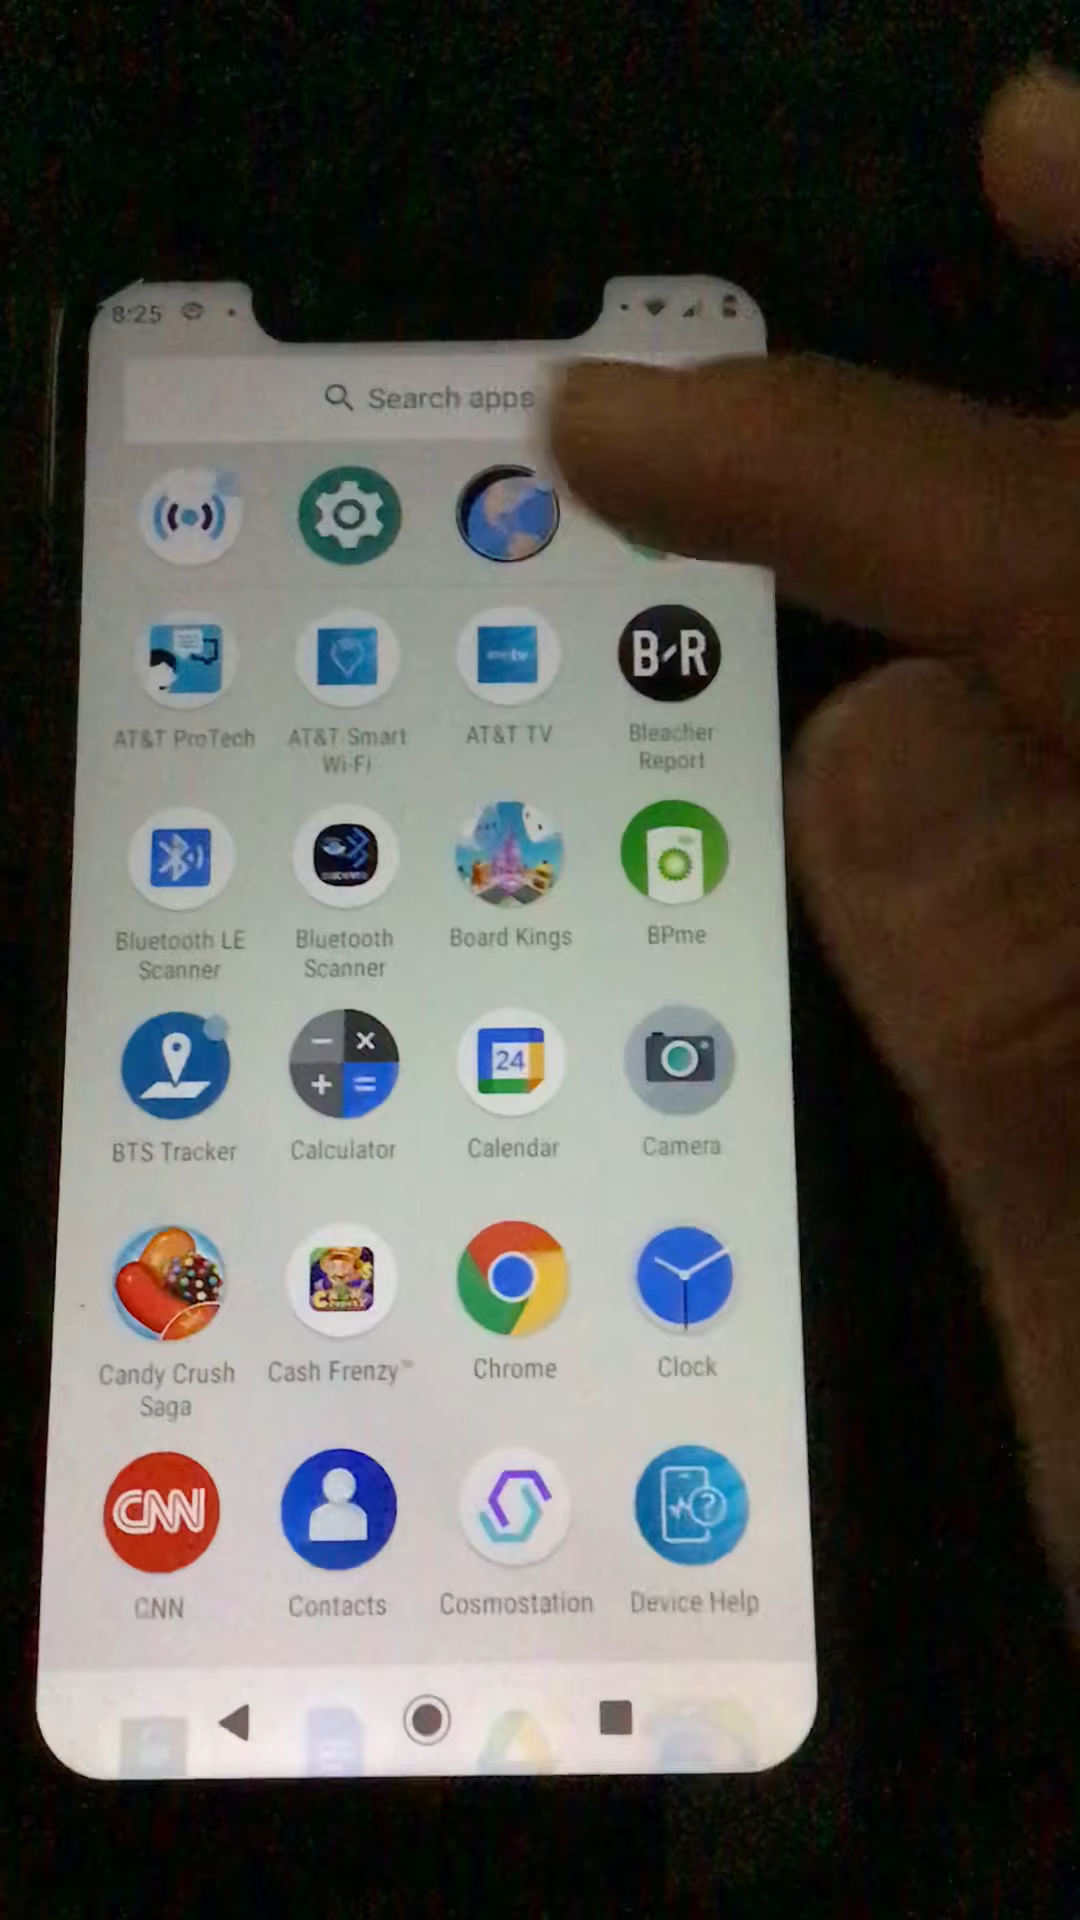 8:25
Search apps
AT&T ProTech
AT&T Smart
Wi-Fi
AT&T TV
B/R
Bleacher
Report
Bluetooth LE
Scanner
Bluetooth
Scanner
Board Kings
BPme
BTS Tracker
Calculator
24
Calendar
Camera
Candy Crush
Saga
Cash Frenzy™
Chrome
Clock
CNN
CNN
Contacts
Cosmostation
?
Device Help